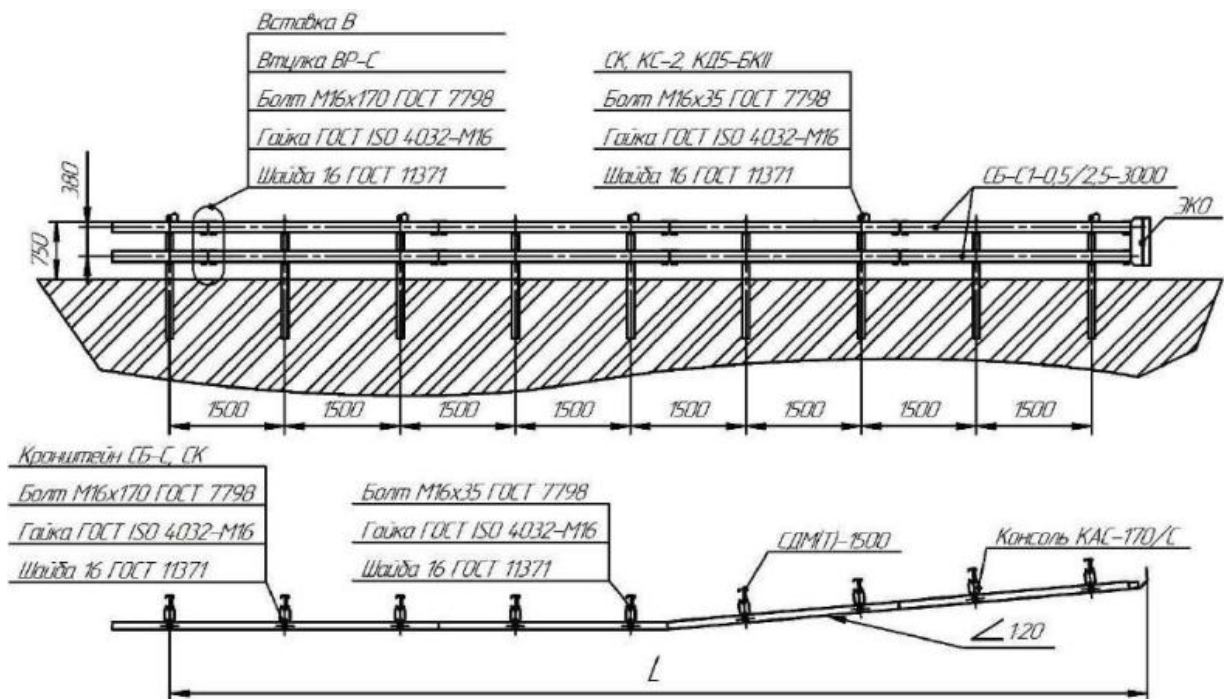 Вставка В
Втулка ВР-С
Болт М16х170 ГОСТ 7798
Гайка ГОСТ ISO 4032-М16
Шайба 16 ГОСТ 11371
СК, КС-2, КД5-БКII
Болт М16х35 ГОСТ 7798
Гайка ГОСТ ISO 4032-М16
Шайба 16 ГОСТ 11371
СБ-С1-0,5/2,5-3000
ЭКО
380
750
1500
1500
1500
1500
1500
1500
1500
1500
Кронштейн СБ-С, СК
Болт М16х170 ГОСТ 7798
Гайка ГОСТ ISO 4032-М16
Шайба 16 ГОСТ 11371
Болт М16х35 ГОСТ 7798
Гайка ГОСТ ISO 4032-М16
Шайба 16 ГОСТ 11371
СДМ(Т)-1500
Консоль КАС-170/С
∠ 1:20
L